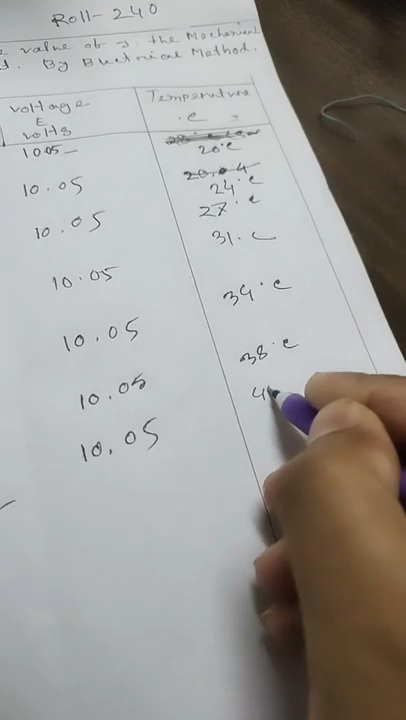 Roll-240
e value of J. the Mechanical
d. By Electrical Method.
Voltage Temperature
E °C
volts
10.05 - 20°C
10.05 24°C
10.05 27°C
31°C
10.05 34°C
10.05 38°C
10.05 4
10.05